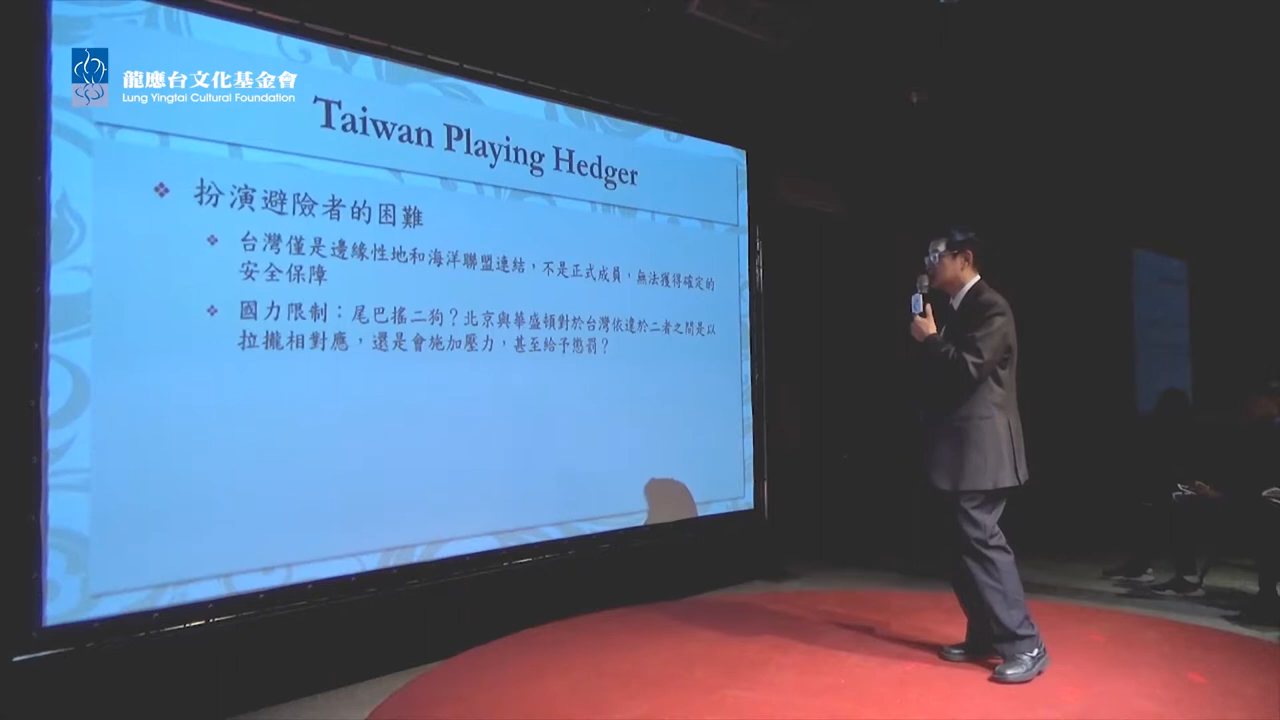 龍應台文化基金會
Lung Yingtai Cultural Foundation
Taiwan Playing Hedger
扮演避險者的困難
台灣僅是邊緣性地和海洋聯盟連結，不是正式成員，無法獲得確定的
安全保障
國力限制：尾巴搖二狗？北京與華盛頓對於台灣依違於二者之間是以
拉攏相對應，還是會施加壓力，甚至給予懲罰？